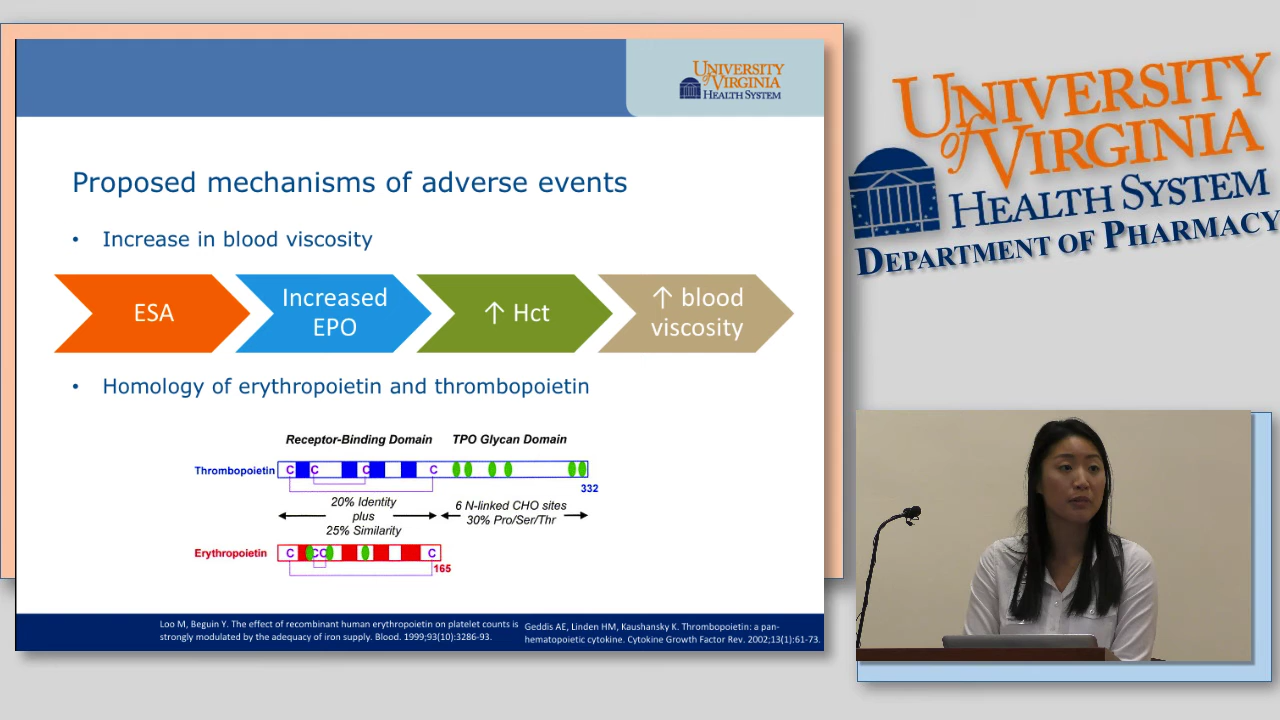 UNIVERSITY
of VIRGINIA
HEALTH SYSTEM
Proposed mechanisms of adverse events
• Increase in blood viscosity
ESA
Increased
EPO
↑ Hct
↑ blood
viscosity
• Homology of erythropoietin and thrombopoietin
Receptor-Binding Domain
TPO Glycan Domain
Thrombopoietin
C C C C
332
20% Identity
plus
25% Similarity
6 N-linked CHO sites
30% Pro/Ser/Thr
Erythropoietin
C CC C
165
Loo M, Beguin Y. The effect of recombinant human erythropoietin on platelet counts is
strongly modulated by the adequacy of iron supply. Blood. 1999;93(10):3286-93.
Geddis AE, Linden HM, Kaushansky K. Thrombopoietin: a pan-
hematopoietic cytokine. Cytokine Growth Factor Rev. 2002;13(1):61-73.
UNIVERSITY
of VIRGINIA
HEALTH SYSTEM
DEPARTMENT OF PHARMACY